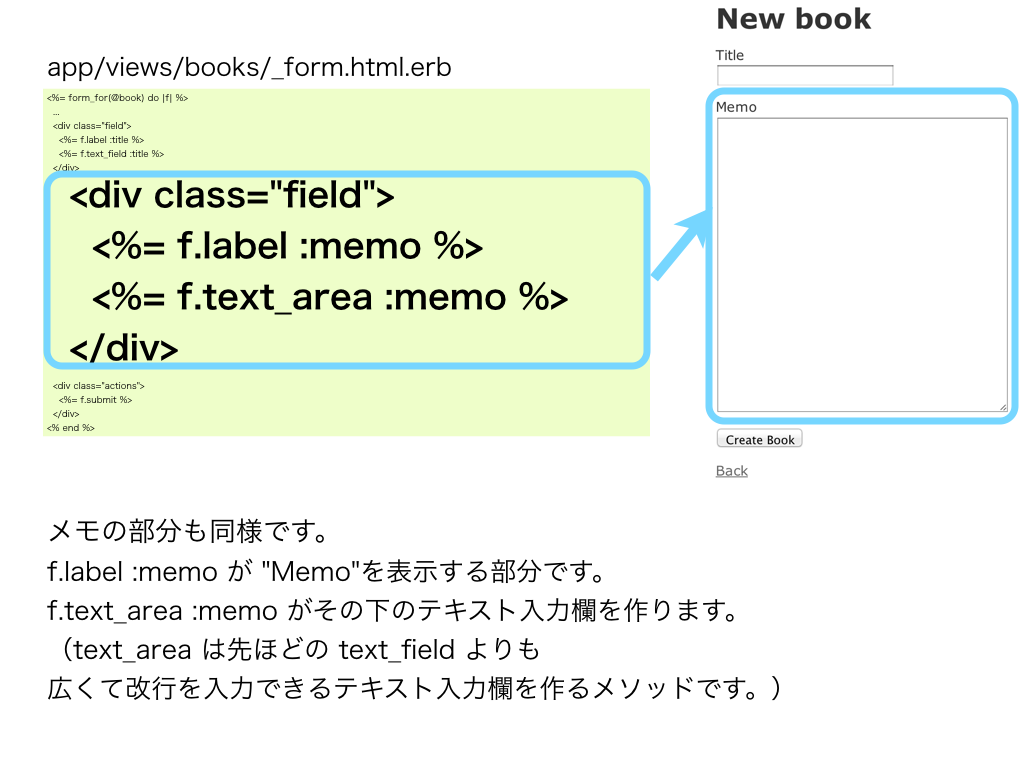 app/views/books/_form.html.erb
<%= form_for(@book) do |f| %>
...
<div class="field">
<%= f.label :title %>
<%= f.text_field :title %>
</div>
<div class="field">
<%= f.label :memo %>
<%= f.text_area :memo %>
</div>
<div class="actions">
<%= f.submit %>
</div>
<% end %>
New book
Title
Memo
Create Book
Back
メモの部分も同様です。
f.label :memo が "Memo"を表示する部分です。
f.text_area :memo がその下のテキスト入力欄を作ります。
（text_area は先ほどの text_field よりも
広くて改行を入力できるテキスト入力欄を作るメソッドです。）